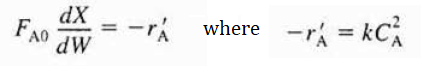 F_A0 dX/dW = −r′_A where −r′_A = kC_A^2